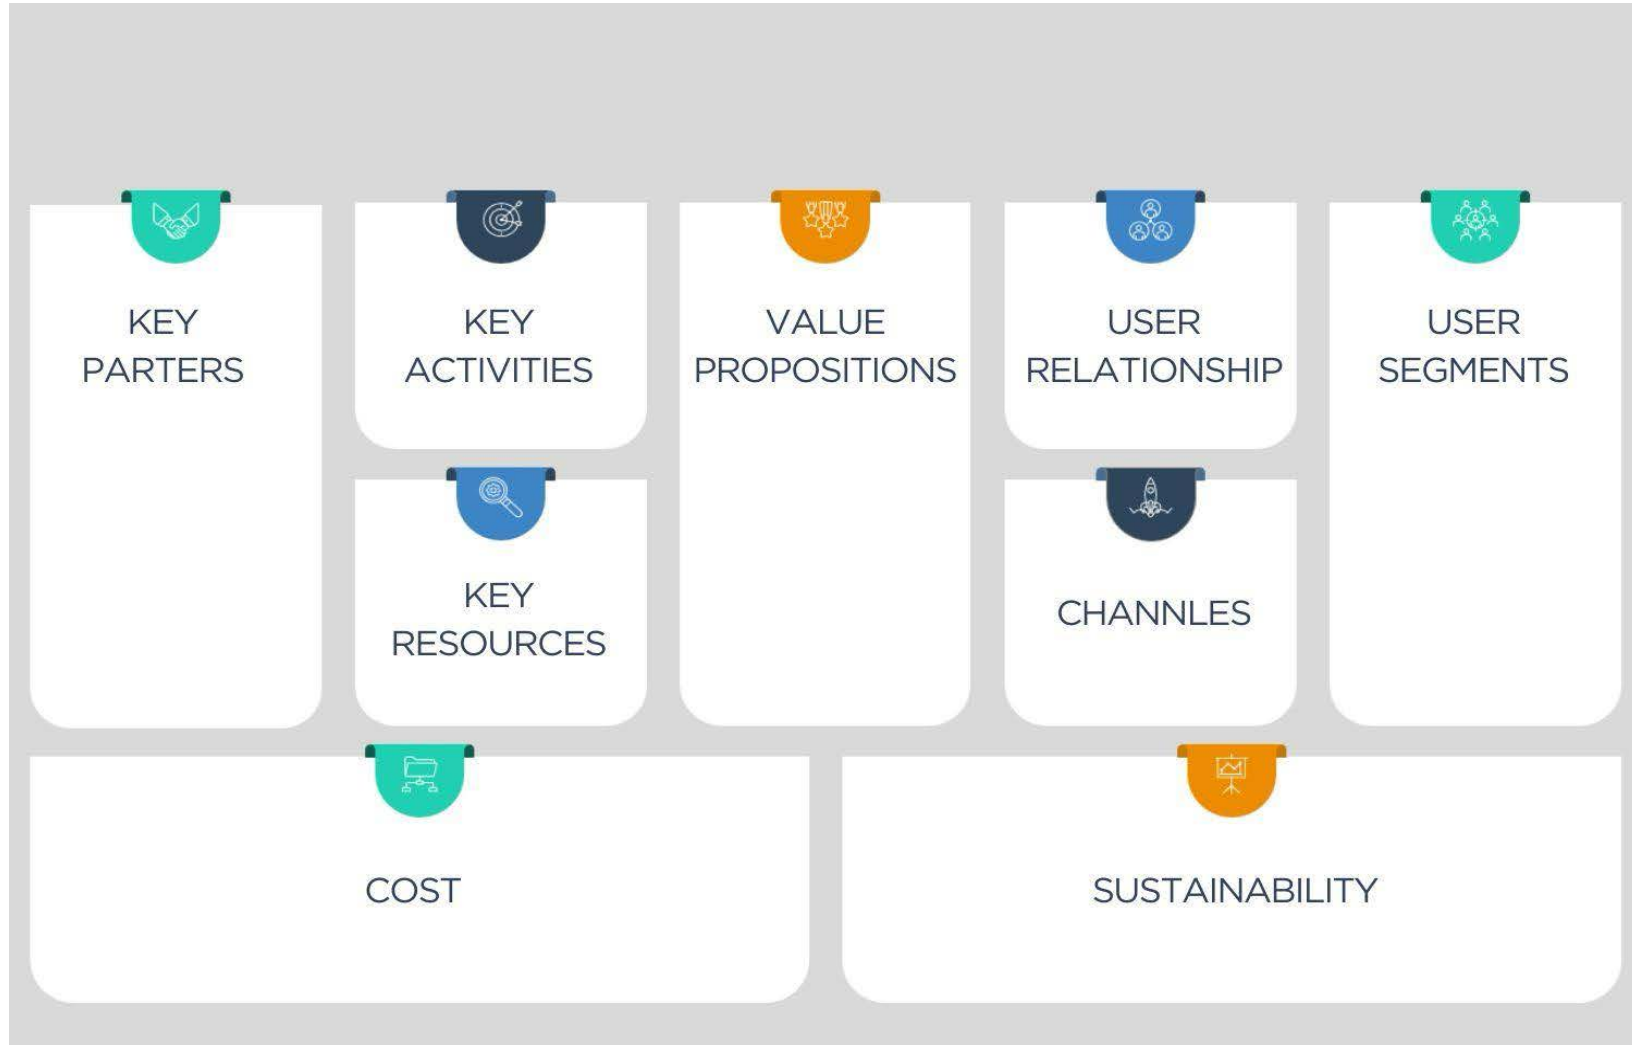 KEY
PARTERS
KEY
ACTIVITIES
VALUE
PROPOSITIONS
USER
RELATIONSHIP
USER
SEGMENTS
KEY
RESOURCES
CHANNLES
COST
SUSTAINABILITY